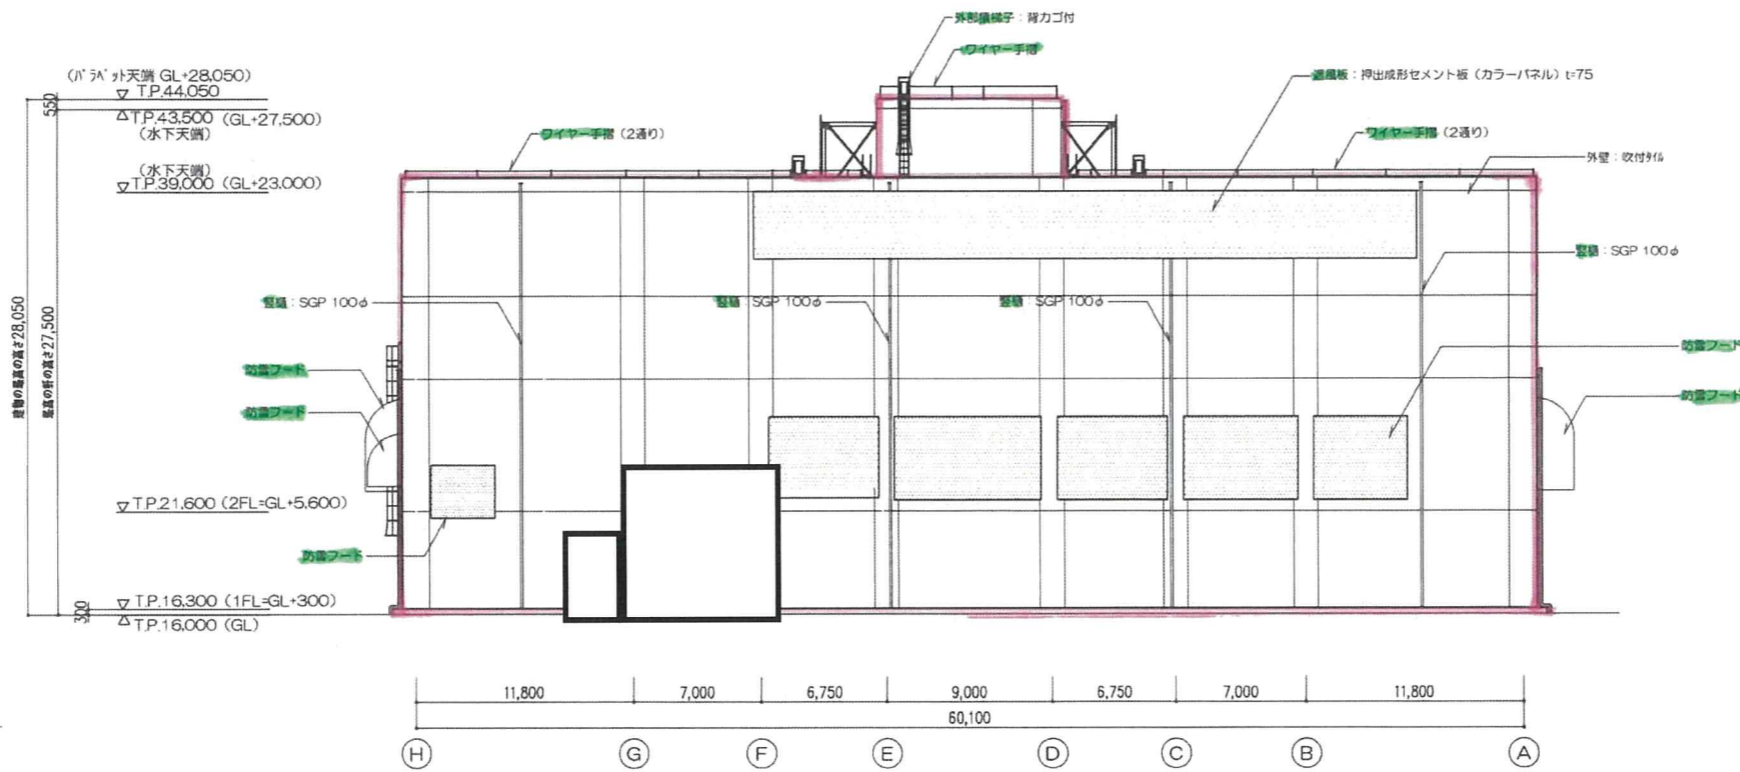 外部猿梯子：背カゴ付
ワイヤー手摺
遮風板：押出成形セメント板（カラーパネル）t=75
(パラペット天端 GL+28,050)
T.P.44,050
550
T.P.43,500 (GL+27,500)
(水下天端)
ワイヤー手摺（2通り）
ワイヤー手摺（2通り）
外壁：吹付タイル
(水下天端)
T.P.39,000 (GL+23,000)
竪樋：SGP 100φ
竪樋：SGP 100φ
竪樋：SGP 100φ
竪樋：SGP 100φ
建物の最高の高さ28,050
最高の軒の高さ27,500
防雪フード
防雪フード
防雪フード
防雪フード
T.P.21,600 (2FL=GL+5,600)
防雪フード
T.P.16,300 (1FL=GL+300)
300
T.P.16,000 (GL)
11,800 7,000 6,750 9,000 6,750 7,000 11,800
60,100
H G F E D C B A